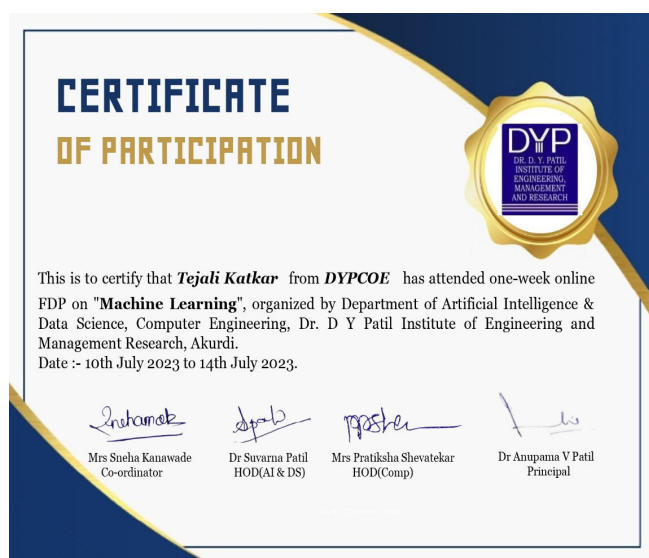 CERTIFICATE
OF PARTICIPATION
DYP
DR. D. Y. PATIL
INSTITUTE OF
ENGINEERING,
MANAGEMENT
AND RESEARCH
This is to certify that Tejali Katkar from DYPCOE has attended one-week online
FDP on "Machine Learning", organized by Department of Artificial Intelligence &
Data Science, Computer Engineering, Dr. D Y Patil Institute of Engineering and
Management Research, Akurdi.
Date :- 10th July 2023 to 14th July 2023.
Mrs Sneha Kanawade
Co-ordinator
Dr Suvarna Patil
HOD(AI & DS)
Mrs Pratiksha Shevatekar
HOD(Comp)
Dr Anupama V Patil
Principal